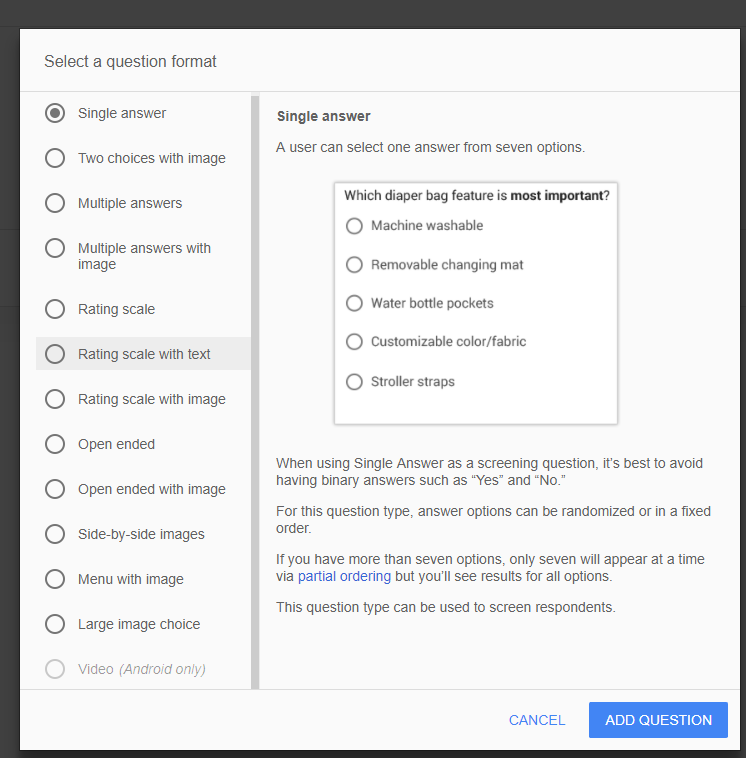 Select a question format
Single answer
Two choices with image
Multiple answers
Multiple answers with
image
Rating scale
Rating scale with text
Rating scale with image
Open ended
Open ended with image
Side-by-side images
Menu with image
Large image choice
Video (Android only)
Single answer
A user can select one answer from seven options.
Which diaper bag feature is most important?
Machine washable
Removable changing mat
Water bottle pockets
Customizable color/fabric
Stroller straps
When using Single Answer as a screening question, it’s best to avoid
having binary answers such as “Yes” and “No.”
For this question type, answer options can be randomized or in a fixed
order.
If you have more than seven options, only seven will appear at a time
via partial ordering but you’ll see results for all options.
This question type can be used to screen respondents.
CANCEL
ADD QUESTION